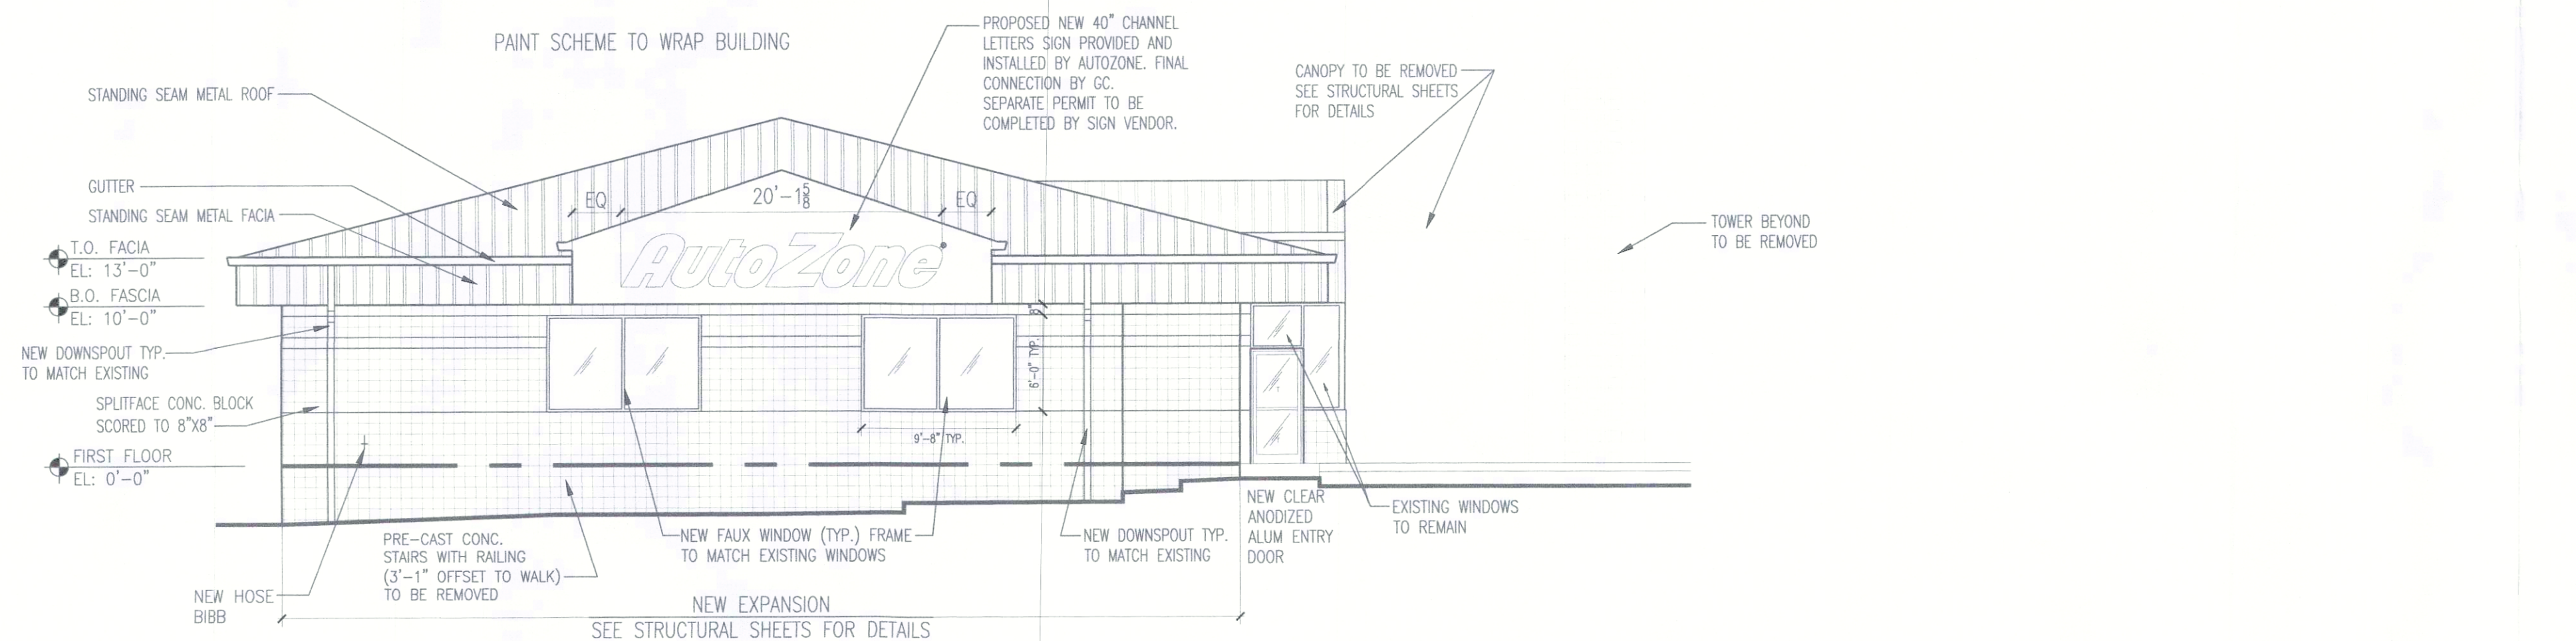 PAINT SCHEME TO WRAP BUILDING
PROPOSED NEW 40" CHANNEL
LETTERS SIGN PROVIDED AND
INSTALLED BY AUTOZONE. FINAL
CONNECTION BY GC.
SEPARATE PERMIT TO BE
COMPLETED BY SIGN VENDOR.
CANOPY TO BE REMOVED
SEE STRUCTURAL SHEETS
FOR DETAILS
STANDING SEAM METAL ROOF
GUTTER
STANDING SEAM METAL FACIA
EQ
20'-1 5/8
EQ
TOWER BEYOND
TO BE REMOVED
T.O. FACIA
EL: 13'-0"
AutoZone
B.O. FASCIA
EL: 10'-0"
8"
6'-0" TYP.
NEW DOWNSPOUT TYP.
TO MATCH EXISTING
SPLITFACE CONC. BLOCK
SCORED TO 8"X8"
9'-8" TYP.
FIRST FLOOR
EL: 0'-0"
PRE-CAST CONC.
STAIRS WITH RAILING
(3'-1" OFFSET TO WALK)
TO BE REMOVED
NEW FAUX WINDOW (TYP.) FRAME
TO MATCH EXISTING WINDOWS
NEW DOWNSPOUT TYP.
TO MATCH EXISTING
NEW CLEAR
ANODIZED
ALUM ENTRY
DOOR
EXISTING WINDOWS
TO REMAIN
NEW HOSE
BIBB
NEW EXPANSION
SEE STRUCTURAL SHEETS FOR DETAILS